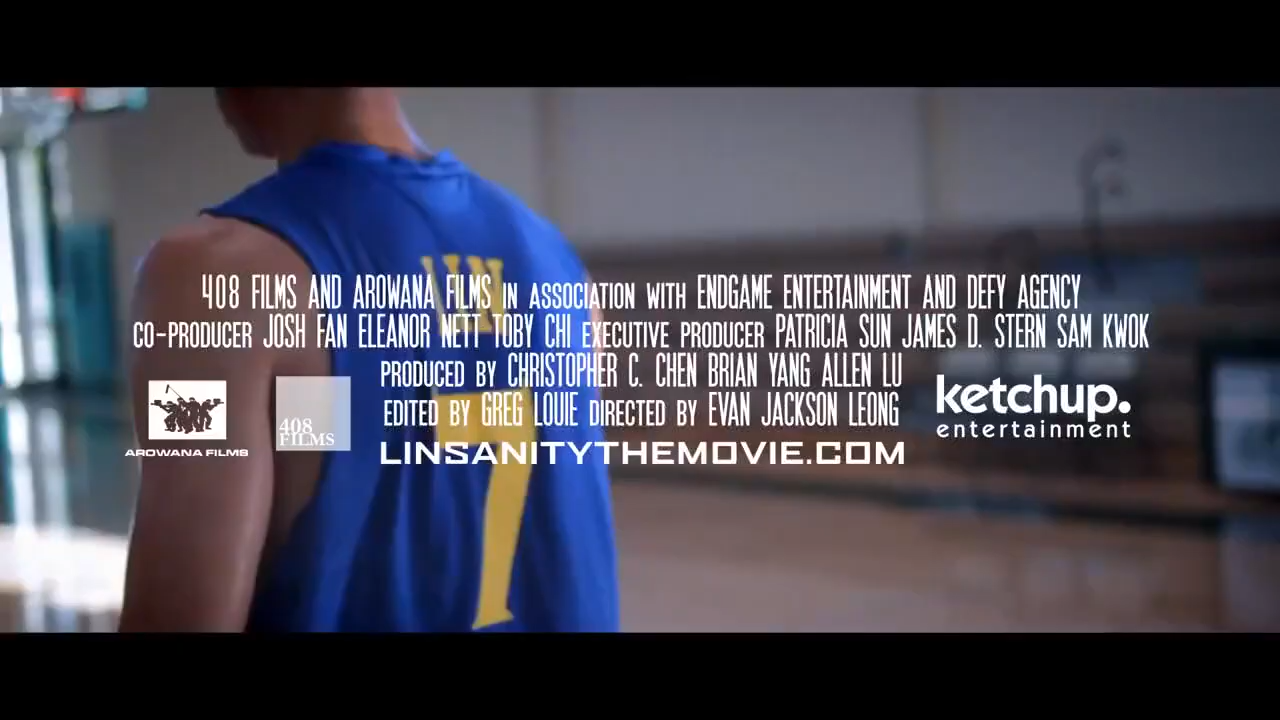 LIN
7
408 FILMS AND AROWANA FILMS IN ASSOCIATION WITH ENDGAME ENTERTAINMENT AND DEFY AGENCY
CO-PRODUCER JOSH FAN ELEANOR NETT TOBY CHI EXECUTIVE PRODUCER PATRICIA SUN JAMES D. STERN SAM KWOK
PRODUCED BY CHRISTOPHER C. CHEN BRIAN YANG ALLEN LU
EDITED BY GREG LOUIE DIRECTED BY EVAN JACKSON LEONG
LINSANITYTHEMOVIE.COM
AROWANA FILMS
408
FILMS
ketchup.
entertainment